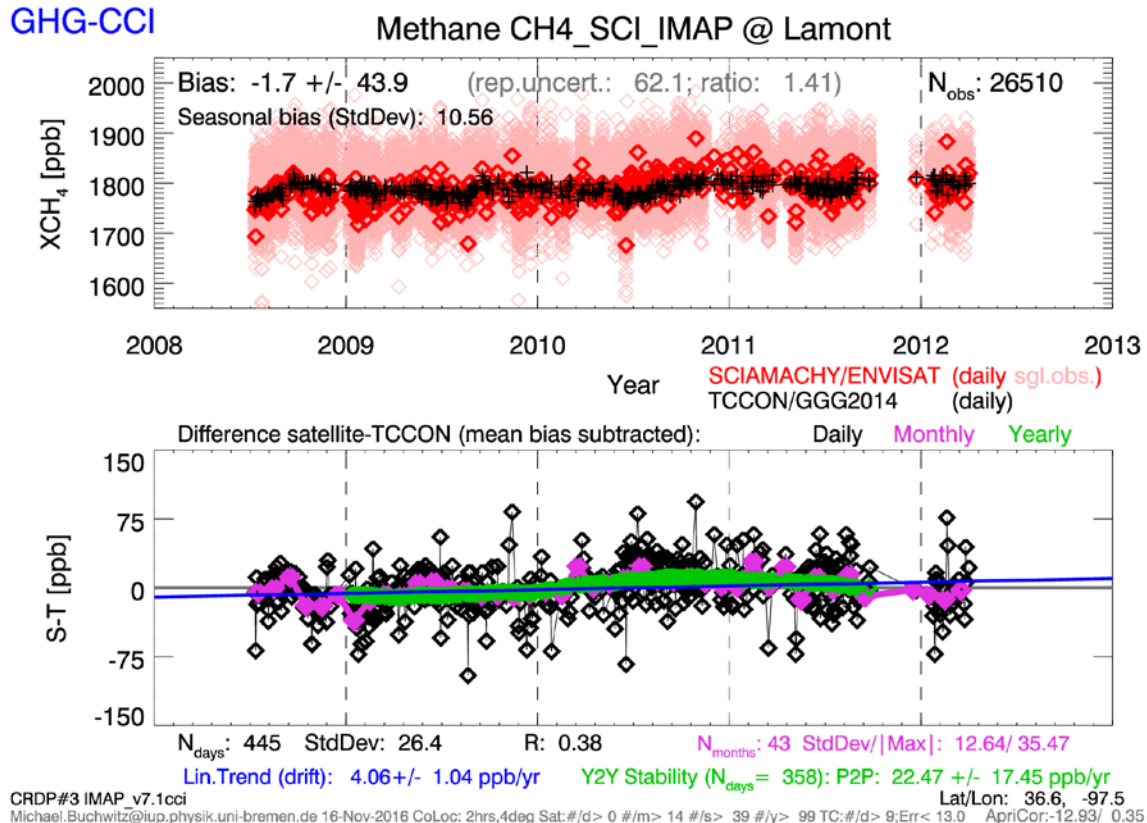 GHG-CCI
Methane CH4_SCI_IMAP @ Lamont
Bias: -1.7 +/- 43.9 (rep.uncert.: 62.1; ratio: 1.41) Nobs: 26510
Seasonal bias (StdDev): 10.56
XCH4 [ppb]
2000
1900
1800
1700
1600
2008 2009 2010 2011 2012 2013
Year
SCIAMACHY/ENVISAT (daily sgl.obs.)
TCCON/GGG2014 (daily)
Difference satellite-TCCON (mean bias subtracted): Daily Monthly Yearly
S-T [ppb]
150
75
0
-75
-150
Ndays: 445 StdDev: 26.4 R: 0.38 Nmonths: 43 StdDev/|Max|: 12.64/ 35.47
Lin.Trend (drift): 4.06+/- 1.04 ppb/yr Y2Y Stability (Ndays= 358): P2P: 22.47 +/- 17.45 ppb/yr
CRDP#3 IMAP_v7.1cci Lat/Lon: 36.6, -97.5
Michael.Buchwitz@iup.physik.uni-bremen.de 16-Nov-2016 CoLoc: 2hrs,4deg Sat:#/d> 0 #/m> 14 #/s> 39 #/y> 99 TC:#/d> 9;Err< 13.0 ApriCor:-12.93/ 0.35